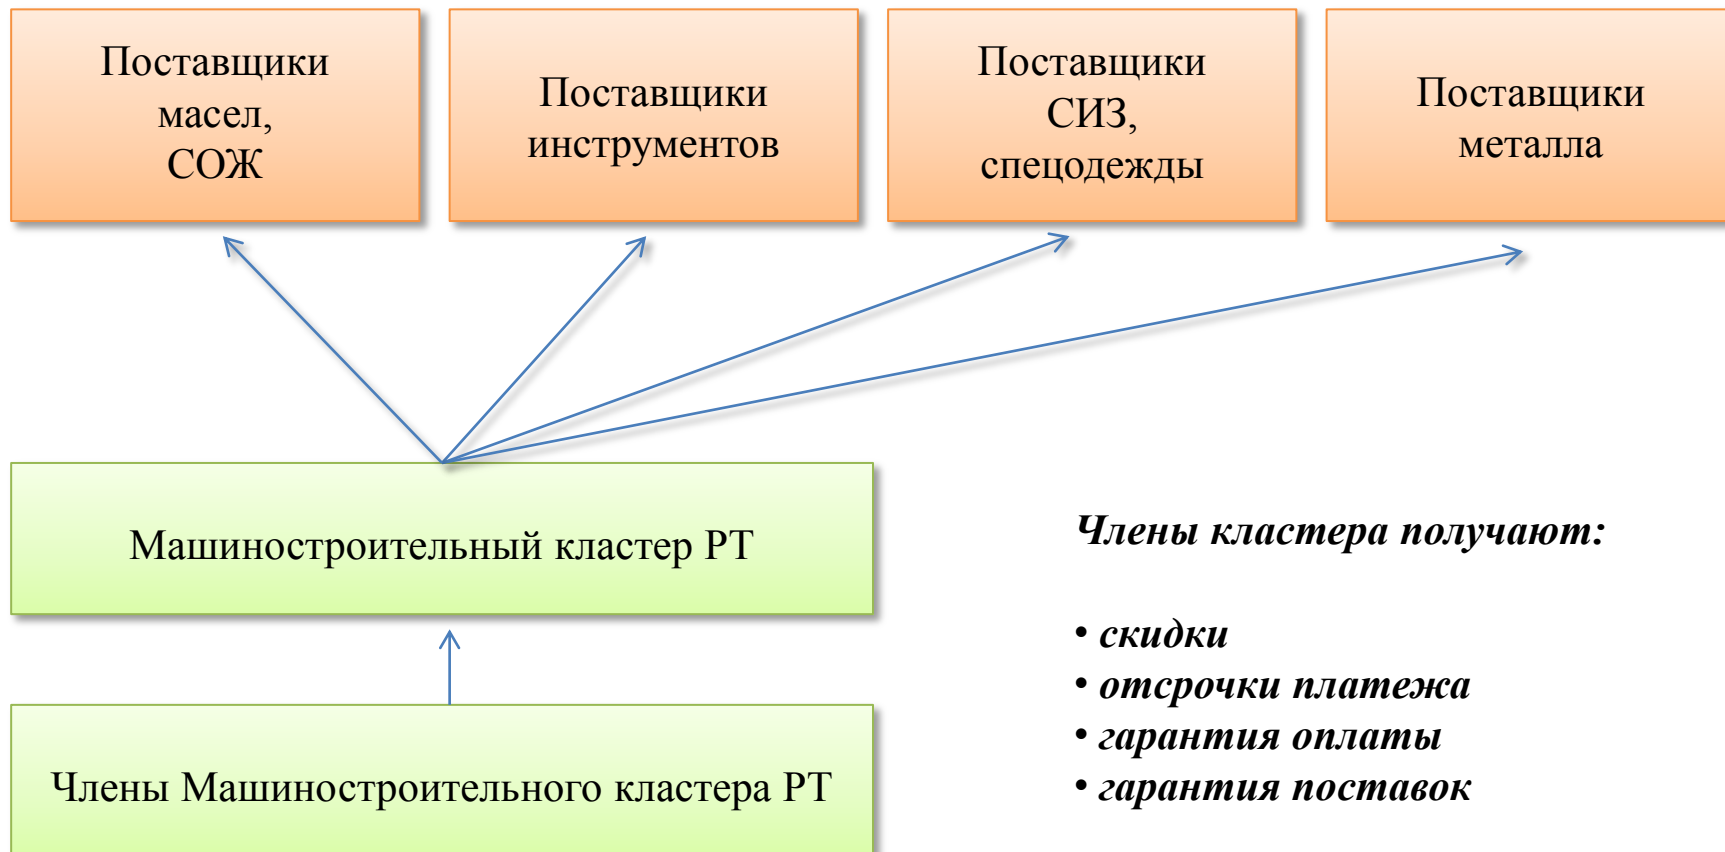 Поставщики
масел,
СОЖ
Поставщики
инструментов
Поставщики
СИЗ,
спецодежды
Поставщики
металла
Машиностроительный кластер РТ
Члены Машиностроительного кластера РТ
Члены кластера получают:
• скидки
• отсрочки платежа
• гарантия оплаты
• гарантия поставок